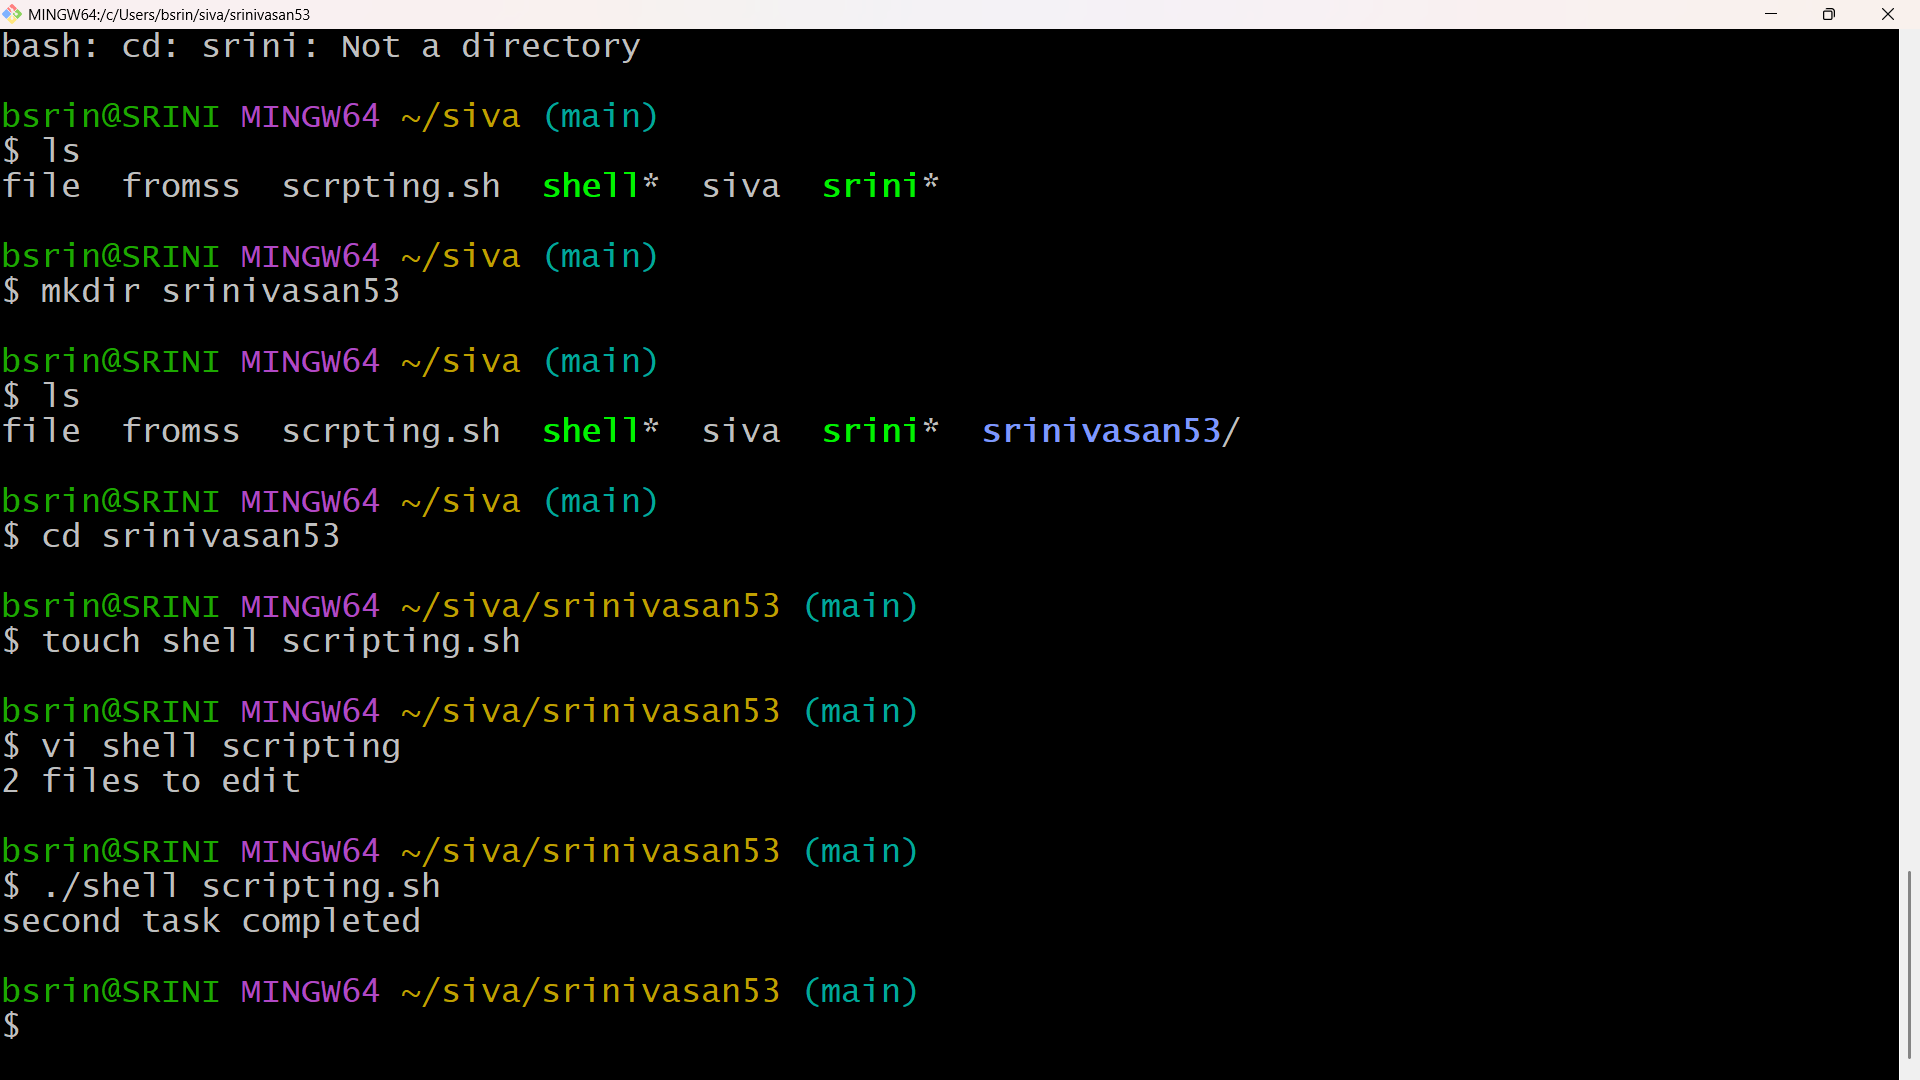 MINGW64:/c/Users/bsrin/siva/srinivasan53
bash: cd: srini: Not a directory
bsrin@SRINI MINGW64 ~/siva (main)
$ ls
file  fromss  scrpting.sh  shell*  siva  srini*
bsrin@SRINI MINGW64 ~/siva (main)
$ mkdir srinivasan53
bsrin@SRINI MINGW64 ~/siva (main)
$ ls
file  fromss  scrpting.sh  shell*  siva  srini*  srinivasan53/
bsrin@SRINI MINGW64 ~/siva (main)
$ cd srinivasan53
bsrin@SRINI MINGW64 ~/siva/srinivasan53 (main)
$ touch shell scripting.sh
bsrin@SRINI MINGW64 ~/siva/srinivasan53 (main)
$ vi shell scripting
2 files to edit
bsrin@SRINI MINGW64 ~/siva/srinivasan53 (main)
$ ./shell scripting.sh
second task completed
bsrin@SRINI MINGW64 ~/siva/srinivasan53 (main)
$